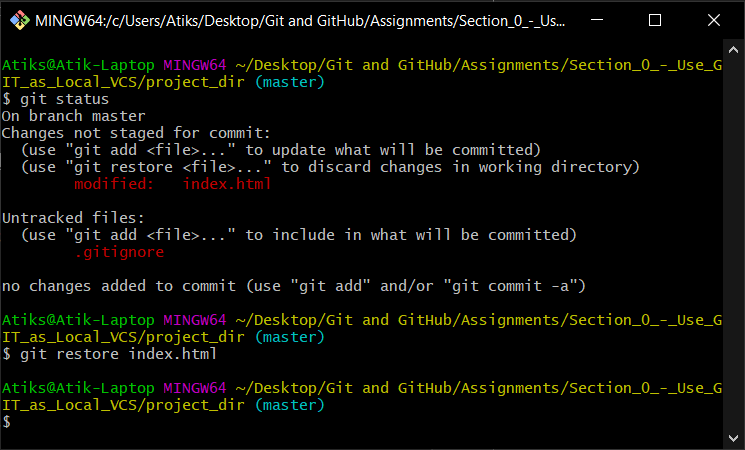 MINGW64:/c/Users/Atiks/Desktop/Git and GitHub/Assignments/Section_0_-_Us...
Atiks@Atik-Laptop MINGW64 ~/Desktop/Git and GitHub/Assignments/Section_0_-_Use_G
IT_as_Local_VCS/project_dir (master)
$ git status
On branch master
Changes not staged for commit:
  (use "git add <file>..." to update what will be committed)
  (use "git restore <file>..." to discard changes in working directory)
        modified:   index.html
Untracked files:
  (use "git add <file>..." to include in what will be committed)
        .gitignore
no changes added to commit (use "git add" and/or "git commit -a")
Atiks@Atik-Laptop MINGW64 ~/Desktop/Git and GitHub/Assignments/Section_0_-_Use_G
IT_as_Local_VCS/project_dir (master)
$ git restore index.html
Atiks@Atik-Laptop MINGW64 ~/Desktop/Git and GitHub/Assignments/Section_0_-_Use_G
IT_as_Local_VCS/project_dir (master)
$